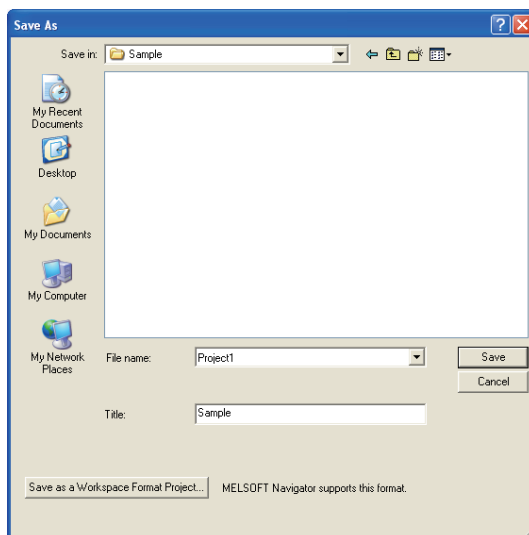 Save As
Save in:
Sample
My Recent
Documents
Desktop
My Documents
My Computer
My Network
Places
File name:
Project1
Save
Cancel
Title:
Sample
Save as a Workspace Format Project...
MELSOFT Navigator supports this format.